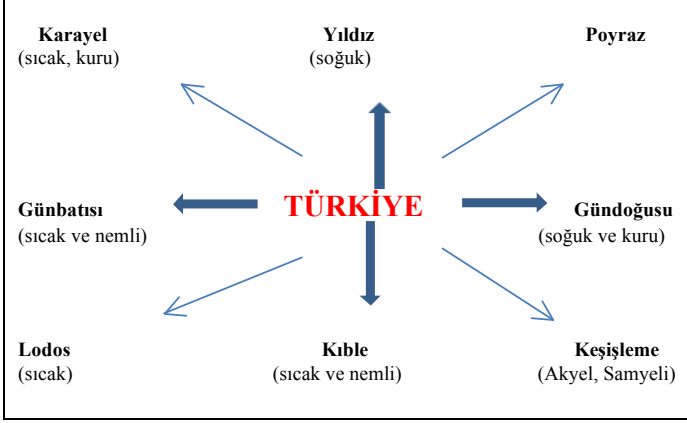 Karayel Yıldız Poyraz
(sıcak, kuru) (soğuk)
TÜRKİYE
Günbatısı Gündoğusu
(sıcak ve nemli) (soğuk ve kuru)
Lodos Kıble Keşişleme
(sıcak) (sıcak ve nemli) (Akyel, Samyeli)